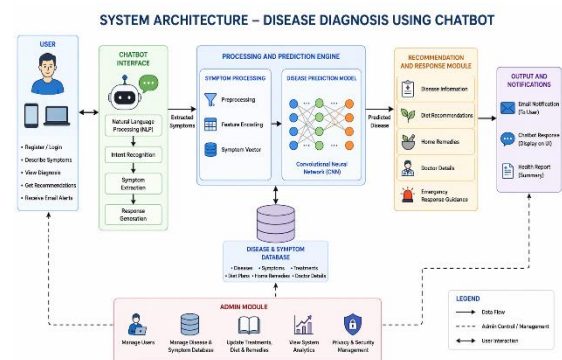 SYSTEM ARCHITECTURE – DISEASE DIAGNOSIS USING CHATBOT
USER
• Register / Login
• Describe Symptoms
• View Diagnosis
• Get Recommendations
• Receive Email Alerts
CHATBOT
INTERFACE
Natural Language
Processing (NLP)
Intent Recognition
Symptom
Extraction
Response
Generation
Extracted
Symptoms
PROCESSING AND PREDICTION ENGINE
SYMPTOM PROCESSING
Preprocessing
Feature Encoding
Symptom Vector
DISEASE PREDICTION MODEL
Convolutional Neural
Network (CNN)
Predicted
Disease
RECOMMENDATION
AND RESPONSE MODULE
Disease Information
Diet Recommendations
Home Remedies
Doctor Details
Emergency
Response Guidance
OUTPUT AND
NOTIFICATIONS
Email Notification
(To User)
Chatbot Response
(Display on UI)
Health Report
(Summary)
DISEASE & SYMPTOM
DATABASE
• Diseases • Symptoms • Treatments
• Diet Plans • Home Remedies • Doctor Details
ADMIN MODULE
Manage Users
Manage Disease &
Symptom Database
Update Treatments,
Diet & Remedies
View System
Analytics
Privacy & Security
Management
LEGEND
Data Flow
Admin Control / Management
User Interaction